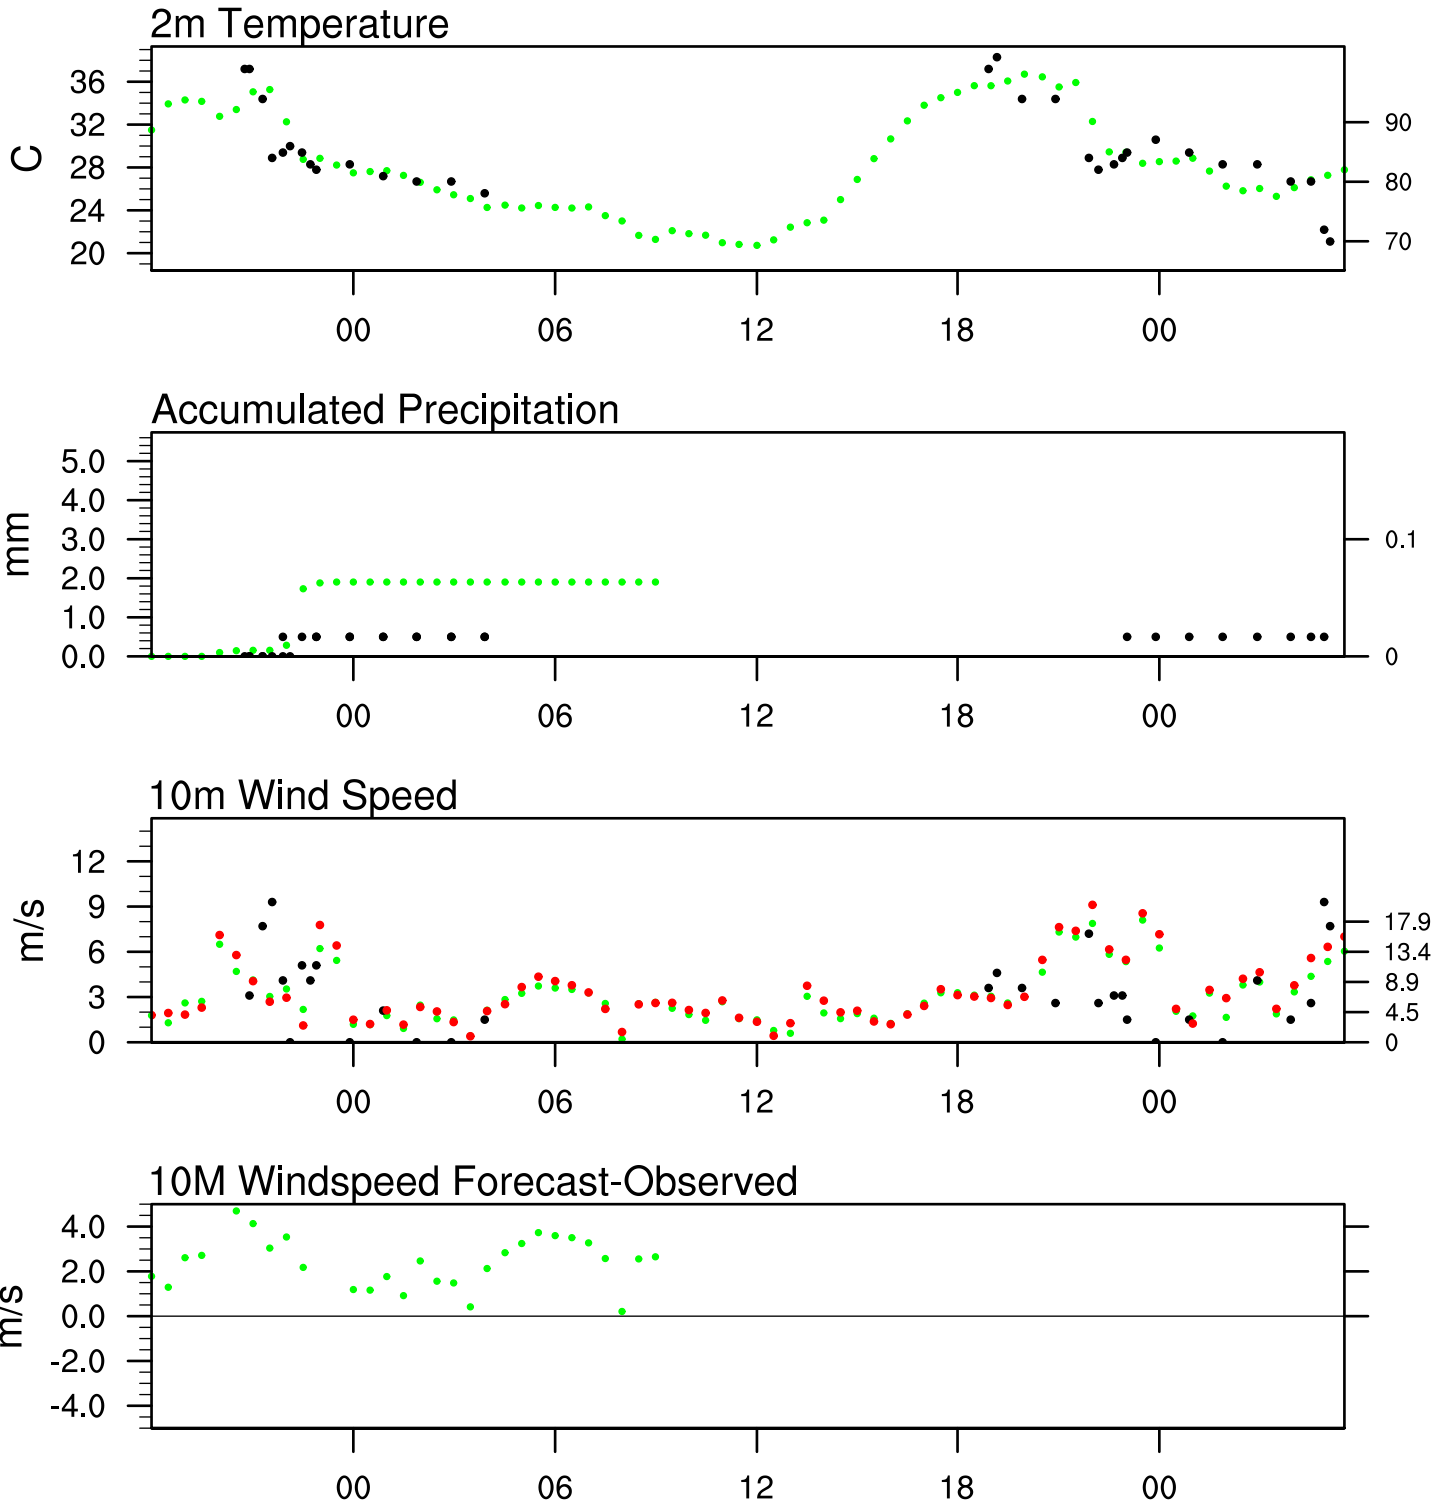 2m Temperature
C
36
32
28
24
20
90
80
70
00 06 12 18 00
Accumulated Precipitation
mm
5.0
4.0
3.0
2.0
1.0
0.0
0.1
0
00 06 12 18 00
10m Wind Speed
m/s
12
9
6
3
0
17.9
13.4
8.9
4.5
0
00 06 12 18 00
10M Windspeed Forecast-Observed
m/s
4.0
2.0
0.0
-2.0
-4.0
00 06 12 18 00